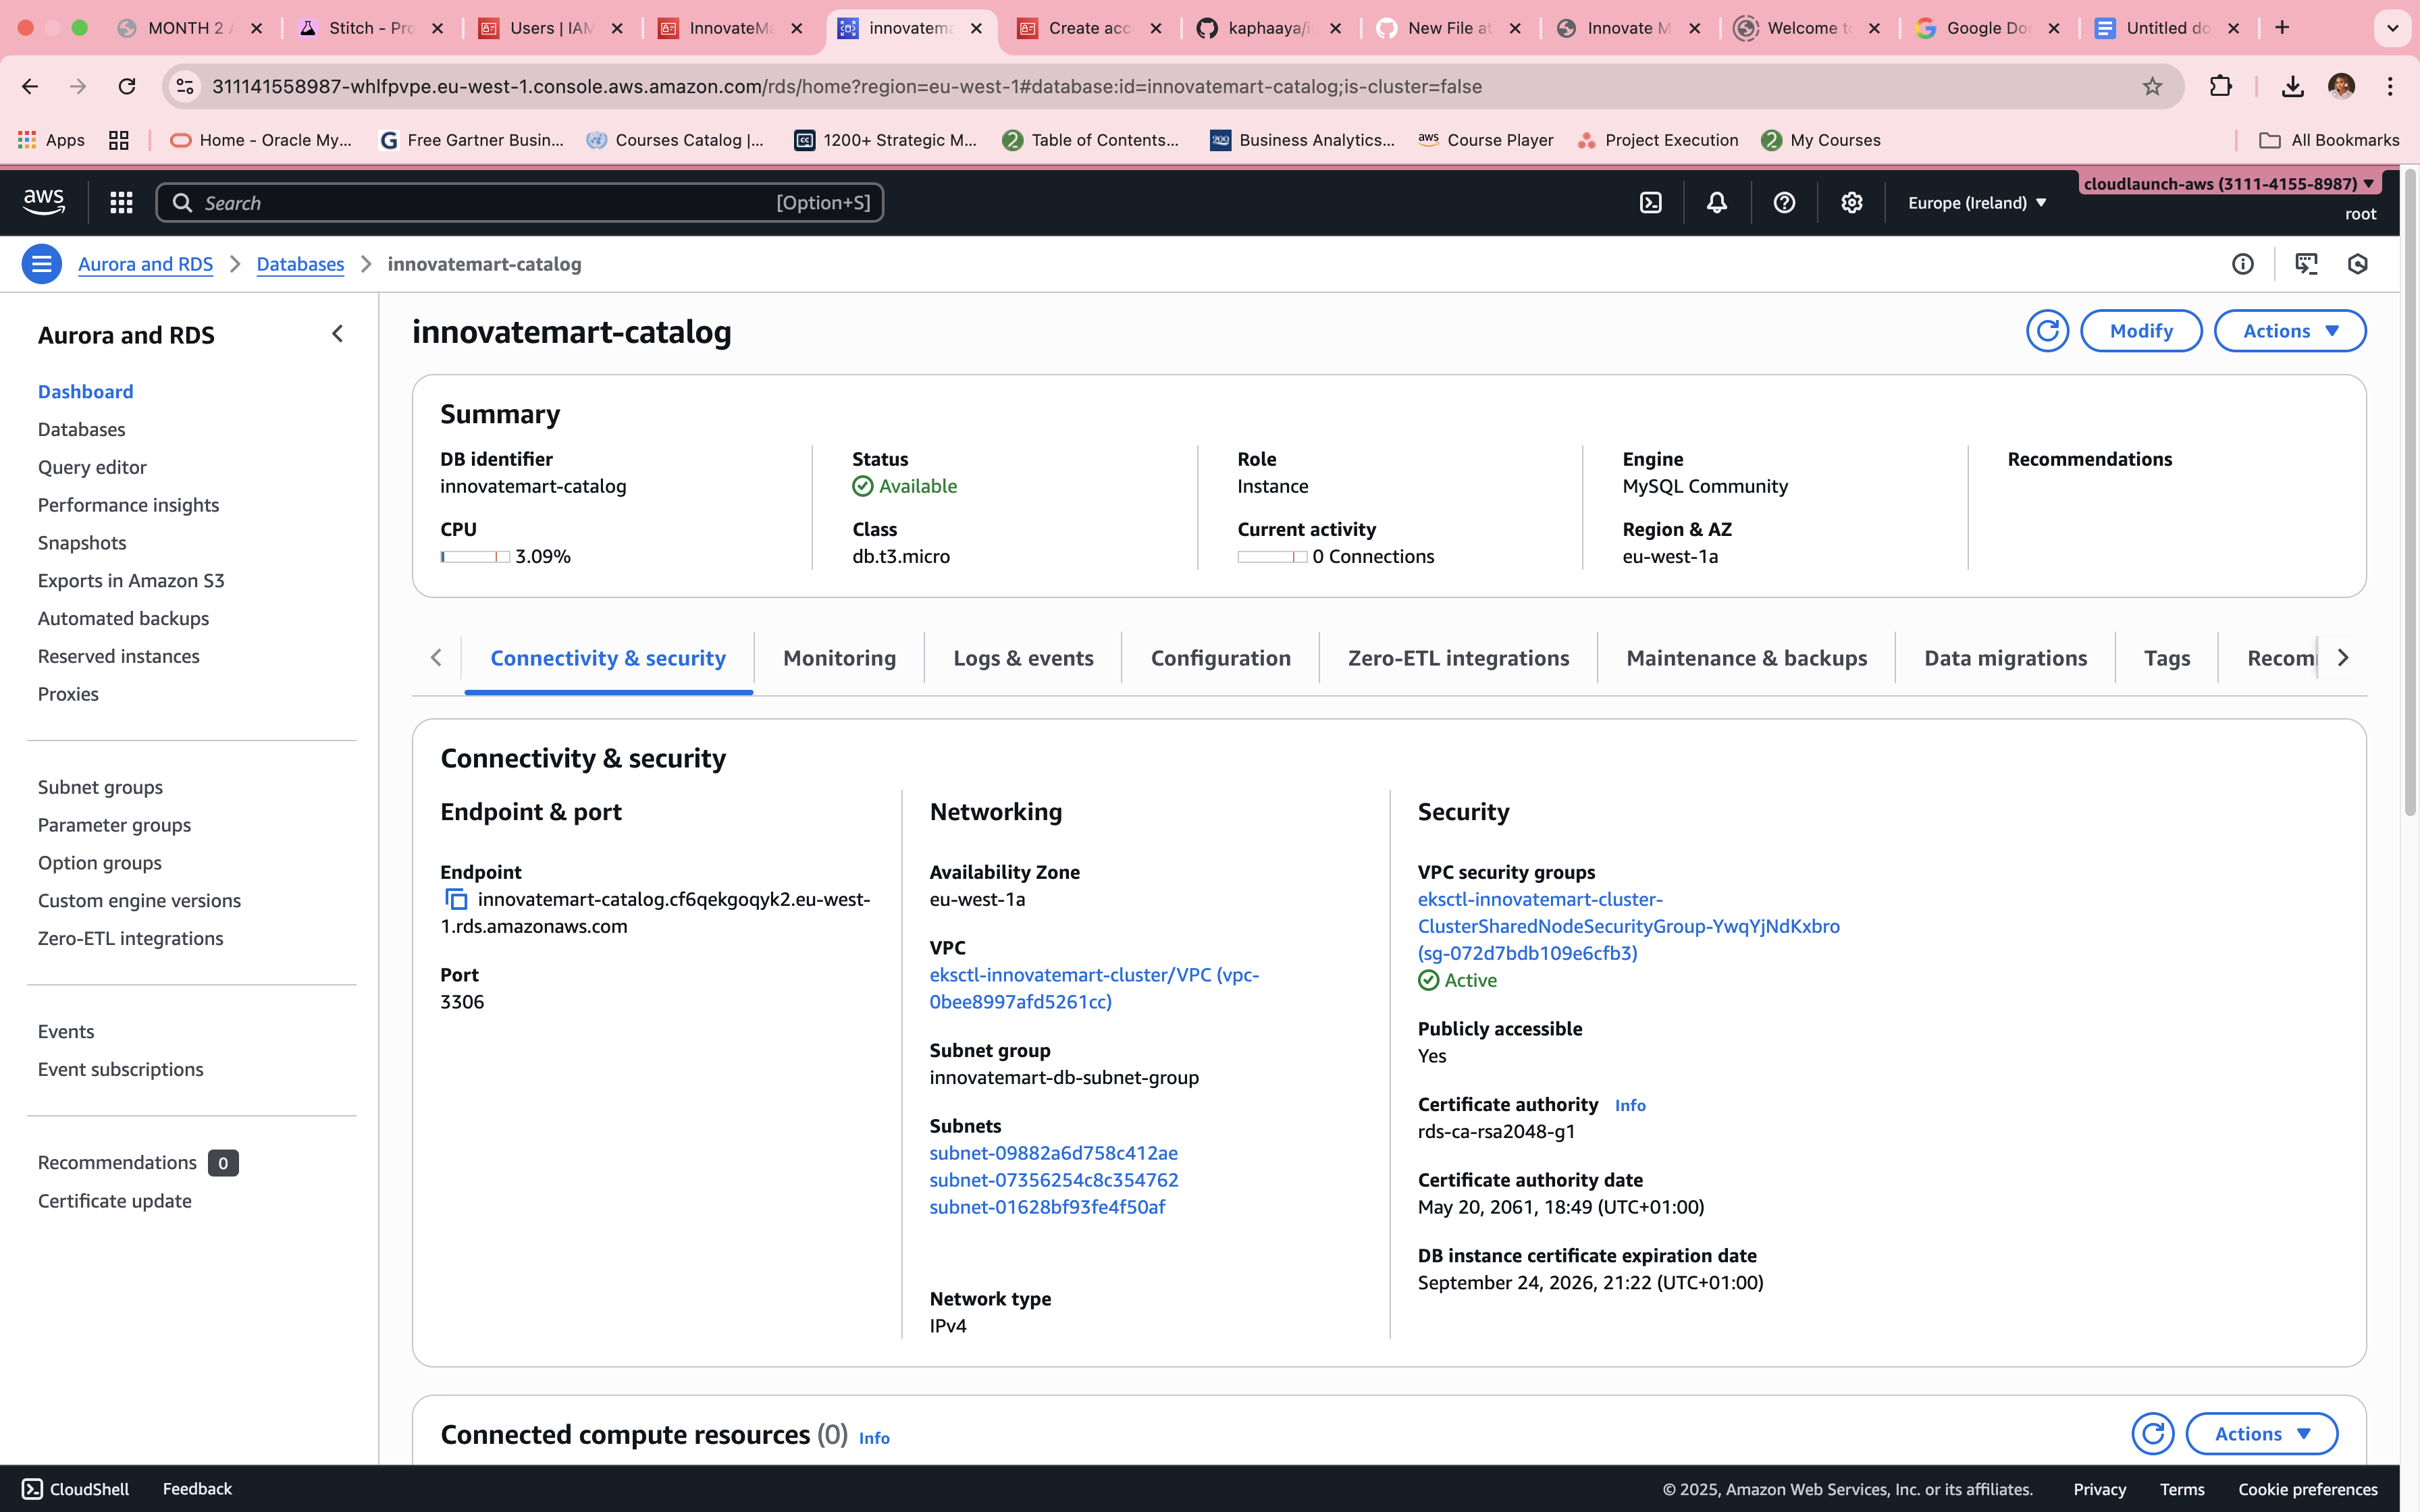 MONTH 2 A
Stitch - Pro
Users | IAM
InnovateMa
innovatema
Create acc
kaphaaya/i
New File at
Innovate M
Welcome to
Google Do
Untitled do
311141558987-whlfpvpe.eu-west-1.console.aws.amazon.com/rds/home?region=eu-west-1#database:id=innovatemart-catalog;is-cluster=false
Apps
Home - Oracle My...
Free Gartner Busin...
Courses Catalog |...
1200+ Strategic M...
Table of Contents...
Business Analytics...
aws Course Player
Project Execution
My Courses
All Bookmarks
aws
Search [Option+S]
Europe (Ireland)
cloudlaunch-aws (3111-4155-8987)
root
Aurora and RDS > Databases > innovatemart-catalog
Aurora and RDS
Dashboard
Databases
Query editor
Performance insights
Snapshots
Exports in Amazon S3
Automated backups
Reserved instances
Proxies
Subnet groups
Parameter groups
Option groups
Custom engine versions
Zero-ETL integrations
Events
Event subscriptions
Recommendations 0
Certificate update
innovatemart-catalog
Modify
Actions
Summary
DB identifier
innovatemart-catalog
CPU
3.09%
Status
Available
Class
db.t3.micro
Role
Instance
Current activity
0 Connections
Engine
MySQL Community
Region & AZ
eu-west-1a
Recommendations
Connectivity & security
Monitoring
Logs & events
Configuration
Zero-ETL integrations
Maintenance & backups
Data migrations
Tags
Recom
Connectivity & security
Endpoint & port
Endpoint
innovatemart-catalog.cf6qekgoqyk2.eu-west-
1.rds.amazonaws.com
Port
3306
Networking
Availability Zone
eu-west-1a
VPC
eksctl-innovatemart-cluster/VPC (vpc-
0bee8997afd5261cc)
Subnet group
innovatemart-db-subnet-group
Subnets
subnet-09882a6d758c412ae
subnet-07356254c8c354762
subnet-01628bf93fe4f50af
Network type
IPv4
Security
VPC security groups
eksctl-innovatemart-cluster-
ClusterSharedNodeSecurityGroup-YwqYjNdKxbro
(sg-072d7bdb109e6cfb3)
Active
Publicly accessible
Yes
Certificate authority Info
rds-ca-rsa2048-g1
Certificate authority date
May 20, 2061, 18:49 (UTC+01:00)
DB instance certificate expiration date
September 24, 2026, 21:22 (UTC+01:00)
Connected compute resources (0) Info
Actions
CloudShell
Feedback
© 2025, Amazon Web Services, Inc. or its affiliates.
Privacy
Terms
Cookie preferences